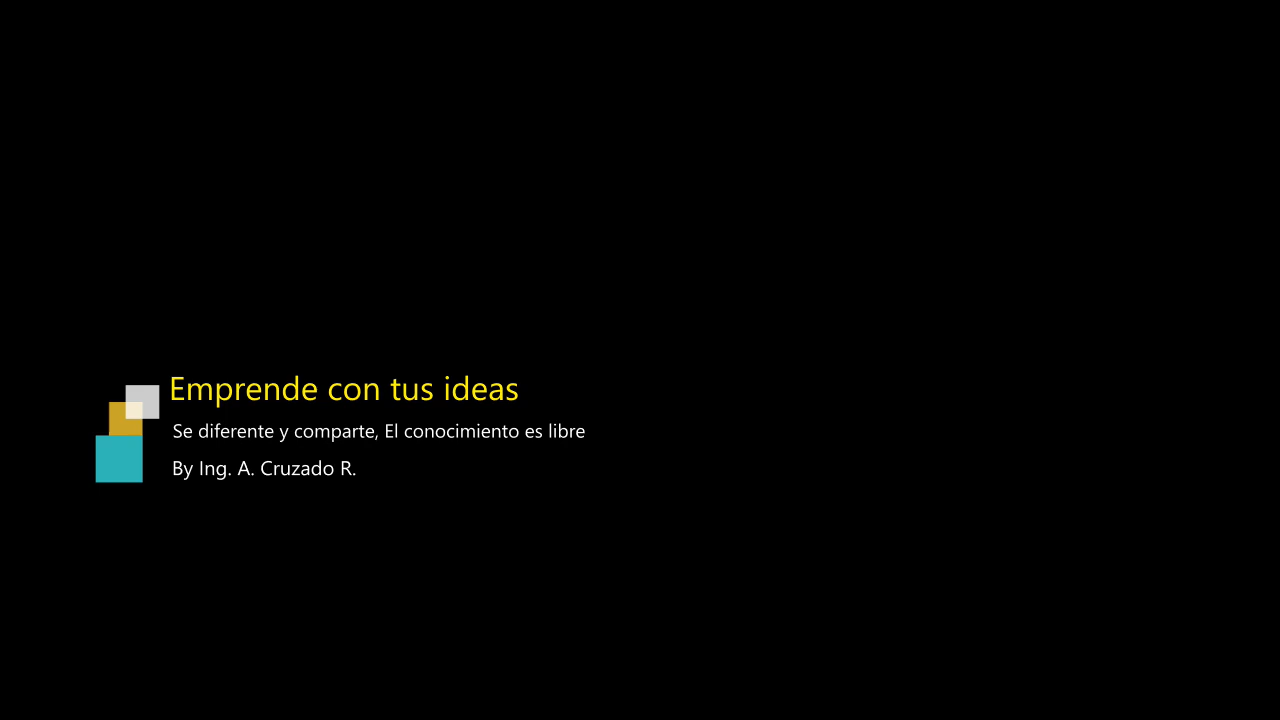 Emprende con tus ideas
Se diferente y comparte, El conocimiento es libre
By Ing. A. Cruzado R.